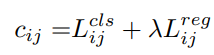 c_{ij} = L_{ij}^{cls} + λL_{ij}^{reg}